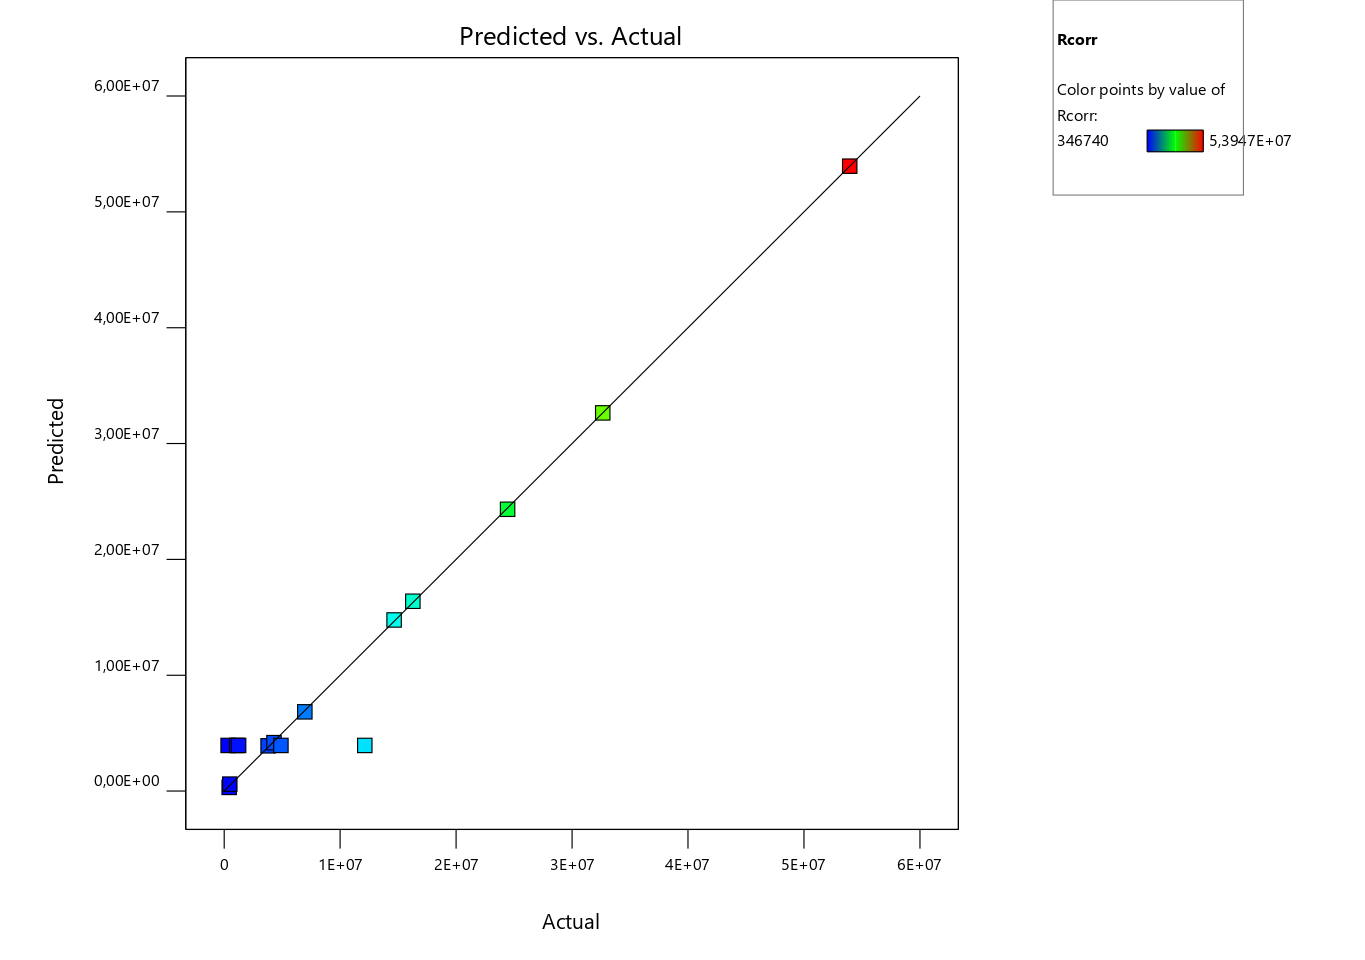 Predicted vs. Actual
Rcorr
Color points by value of
Rcorr:
346740 5,3947E+07
6,00E+07
5,00E+07
4,00E+07
3,00E+07
2,00E+07
1,00E+07
0,00E+00
Predicted
0 1E+07 2E+07 3E+07 4E+07 5E+07 6E+07
Actual